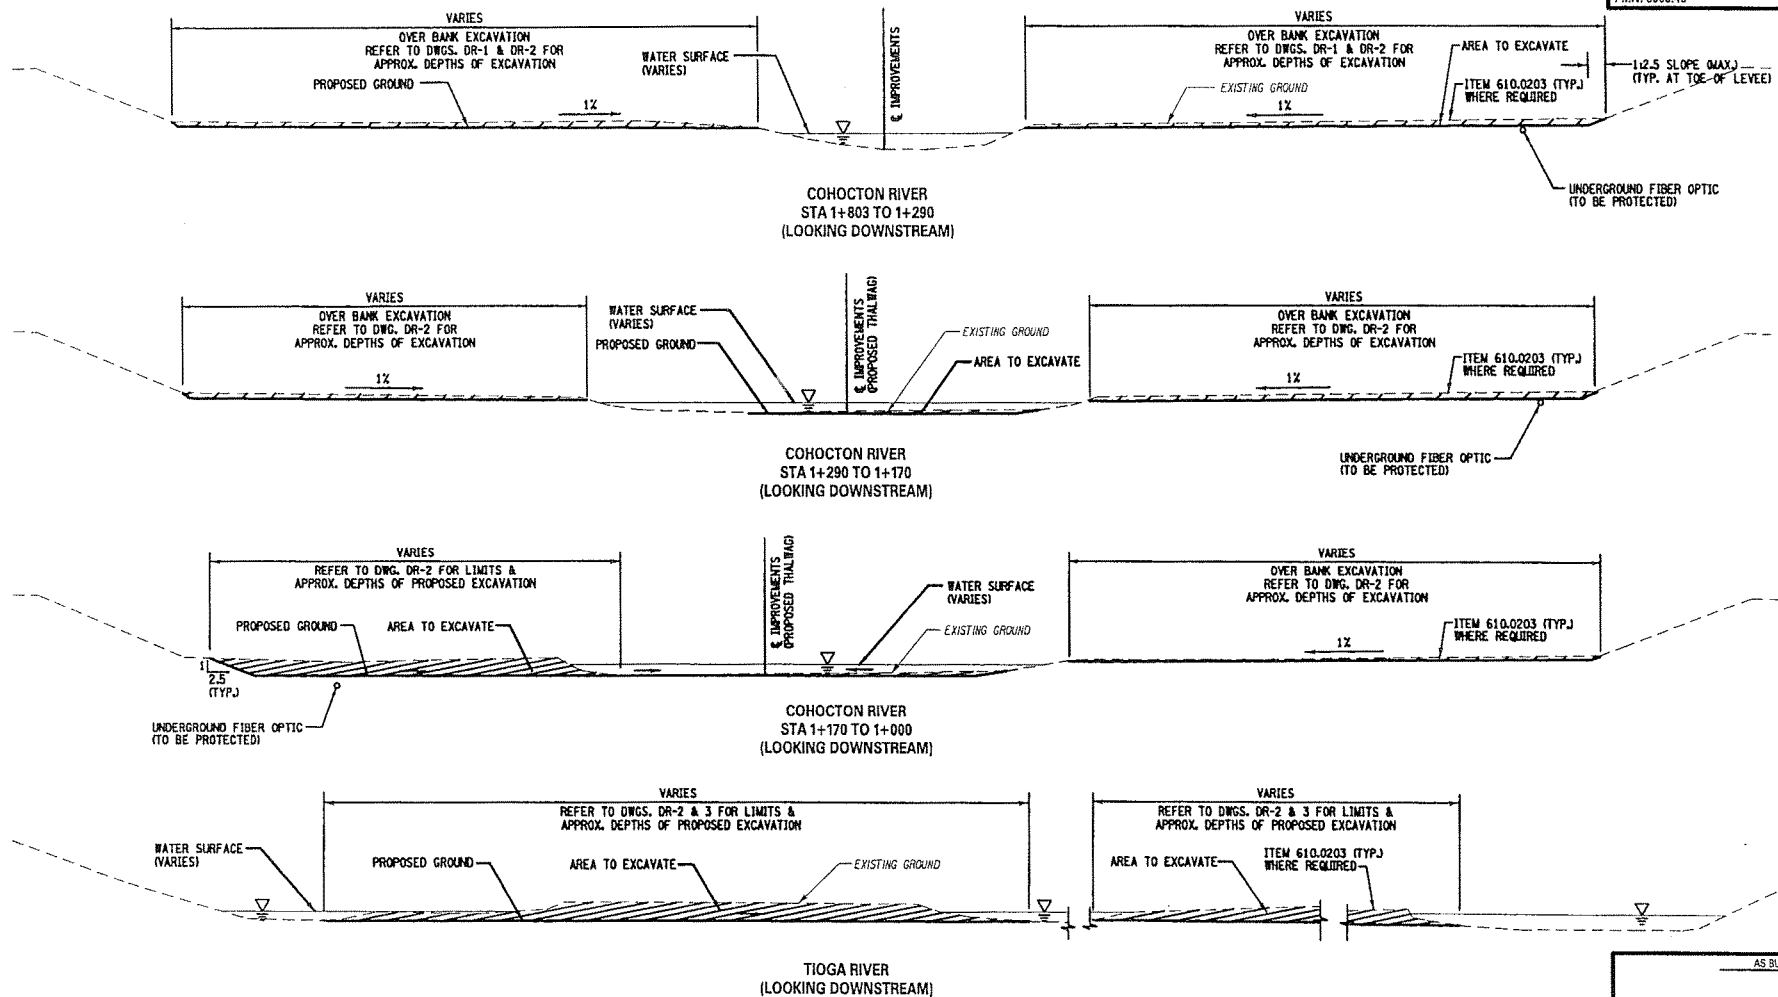 VARIES
OVER BANK EXCAVATION
REFER TO DWGS. DR-1 & DR-2 FOR
APPROX. DEPTHS OF EXCAVATION
PROPOSED GROUND
1%
WATER SURFACE
(VARIES)
℄ IMPROVEMENTS
VARIES
OVER BANK EXCAVATION
REFER TO DWGS. DR-1 & DR-2 FOR
APPROX. DEPTHS OF EXCAVATION
EXISTING GROUND
1%
AREA TO EXCAVATE
ITEM 610.0203 (TYP.)
WHERE REQUIRED
1:2.5 SLOPE (MAX.)
(TYP. AT TOE OF LEVEE)
UNDERGROUND FIBER OPTIC
(TO BE PROTECTED)
COHOCTON RIVER
STA 1+803 TO 1+290
(LOOKING DOWNSTREAM)
VARIES
OVER BANK EXCAVATION
REFER TO DWG. DR-2 FOR
APPROX. DEPTHS OF EXCAVATION
1%
WATER SURFACE
(VARIES)
PROPOSED GROUND
℄ IMPROVEMENTS
(PROPOSED THALWAG)
EXISTING GROUND
AREA TO EXCAVATE
VARIES
OVER BANK EXCAVATION
REFER TO DWG. DR-2 FOR
APPROX. DEPTHS OF EXCAVATION
1%
ITEM 610.0203 (TYP.)
WHERE REQUIRED
UNDERGROUND FIBER OPTIC
(TO BE PROTECTED)
COHOCTON RIVER
STA 1+290 TO 1+170
(LOOKING DOWNSTREAM)
VARIES
REFER TO DWG. DR-2 FOR LIMITS &
APPROX. DEPTHS OF PROPOSED EXCAVATION
PROPOSED GROUND
AREA TO EXCAVATE
1
2.5
(TYP.)
UNDERGROUND FIBER OPTIC
(TO BE PROTECTED)
℄ IMPROVEMENTS
(PROPOSED THALWAG)
WATER SURFACE
(VARIES)
EXISTING GROUND
VARIES
OVER BANK EXCAVATION
REFER TO DWG. DR-2 FOR
APPROX. DEPTHS OF EXCAVATION
1%
ITEM 610.0203 (TYP.)
WHERE REQUIRED
COHOCTON RIVER
STA 1+170 TO 1+000
(LOOKING DOWNSTREAM)
VARIES
REFER TO DWGS. DR-2 & 3 FOR LIMITS &
APPROX. DEPTHS OF PROPOSED EXCAVATION
WATER SURFACE
(VARIES)
PROPOSED GROUND
AREA TO EXCAVATE
EXISTING GROUND
VARIES
REFER TO DWGS. DR-2 & 3 FOR LIMITS &
APPROX. DEPTHS OF PROPOSED EXCAVATION
AREA TO EXCAVATE
ITEM 610.0203 (TYP.)
WHERE REQUIRED
TIOGA RIVER
(LOOKING DOWNSTREAM)